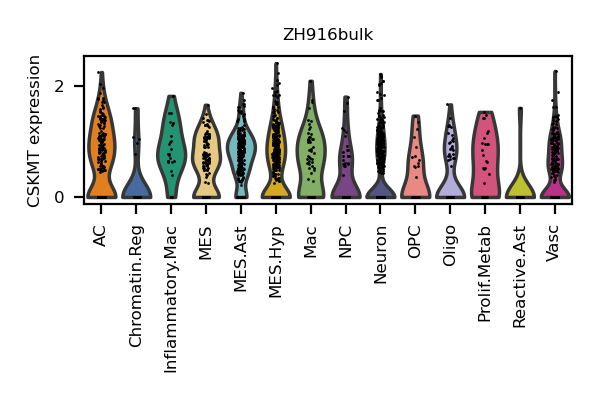 ZH916bulk
CSKMT expression
2
0
AC
Chromatin.Reg
Inflammatory.Mac
MES
MES.Ast
MES.Hyp
Mac
NPC
Neuron
OPC
Oligo
Prolif.Metab
Reactive.Ast
Vasc